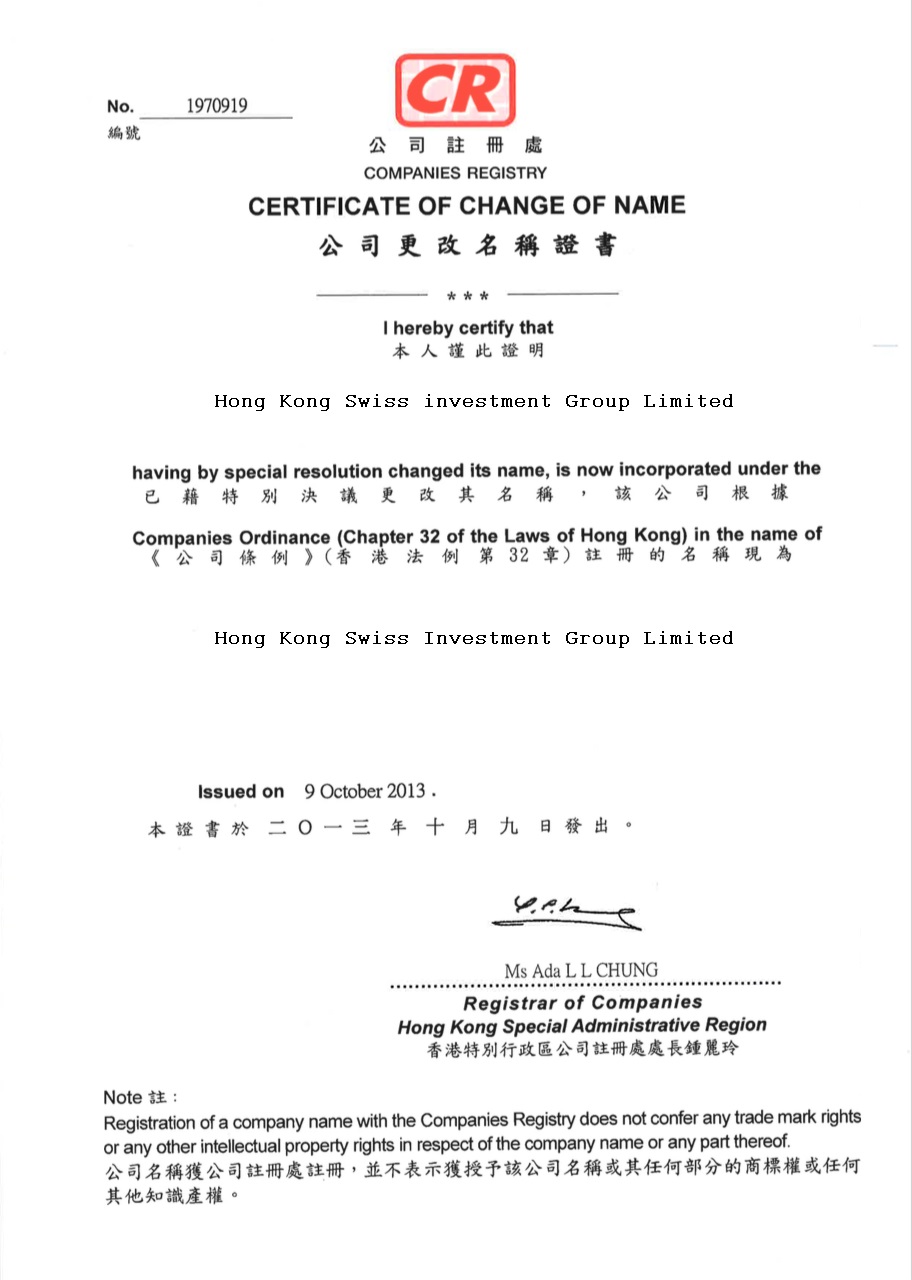 CR
No. 1970919
編號
公司註冊處
COMPANIES REGISTRY
CERTIFICATE OF CHANGE OF NAME
公司更改名稱證書
* * *
I hereby certify that
本人謹此證明
Hong Kong Swiss investment Group Limited
having by special resolution changed its name, is now incorporated under the
已藉特別決議更改其名稱，該公司根據
Companies Ordinance (Chapter 32 of the Laws of Hong Kong) in the name of
《公司條例》(香港法例第32章)註冊的名稱現為
Hong Kong Swiss Investment Group Limited
Issued on 9 October 2013 .
本證書於二O一三年十月九日發出。
Ms Ada L L CHUNG
Registrar of Companies
Hong Kong Special Administrative Region
香港特別行政區公司註冊處處長鍾麗玲
Note 註：
Registration of a company name with the Companies Registry does not confer any trade mark rights
or any other intellectual property rights in respect of the company name or any part thereof.
公司名稱獲公司註冊處註冊，並不表示獲授予該公司名稱或其任何部分的商標權或任何
其他知識產權。